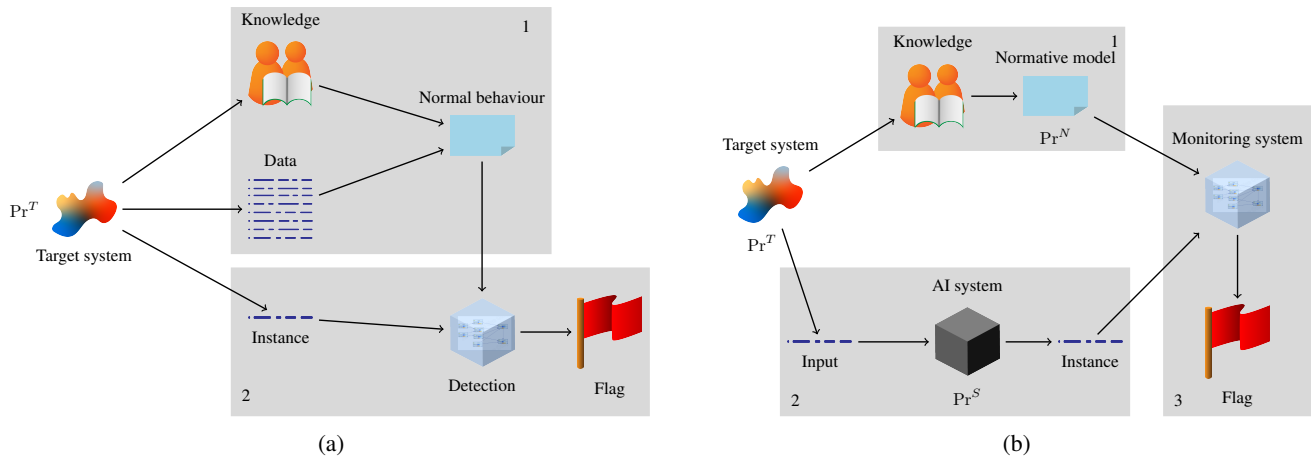 Knowledge
1
Normal behaviour
Data
Pr^T
Target system
Instance
Detection
Flag
2
(a)
1
Knowledge
Normative model
Pr^N
Target system
Pr^T
Monitoring system
AI system
Input
Instance
Pr^S
2
Flag
3
(b)